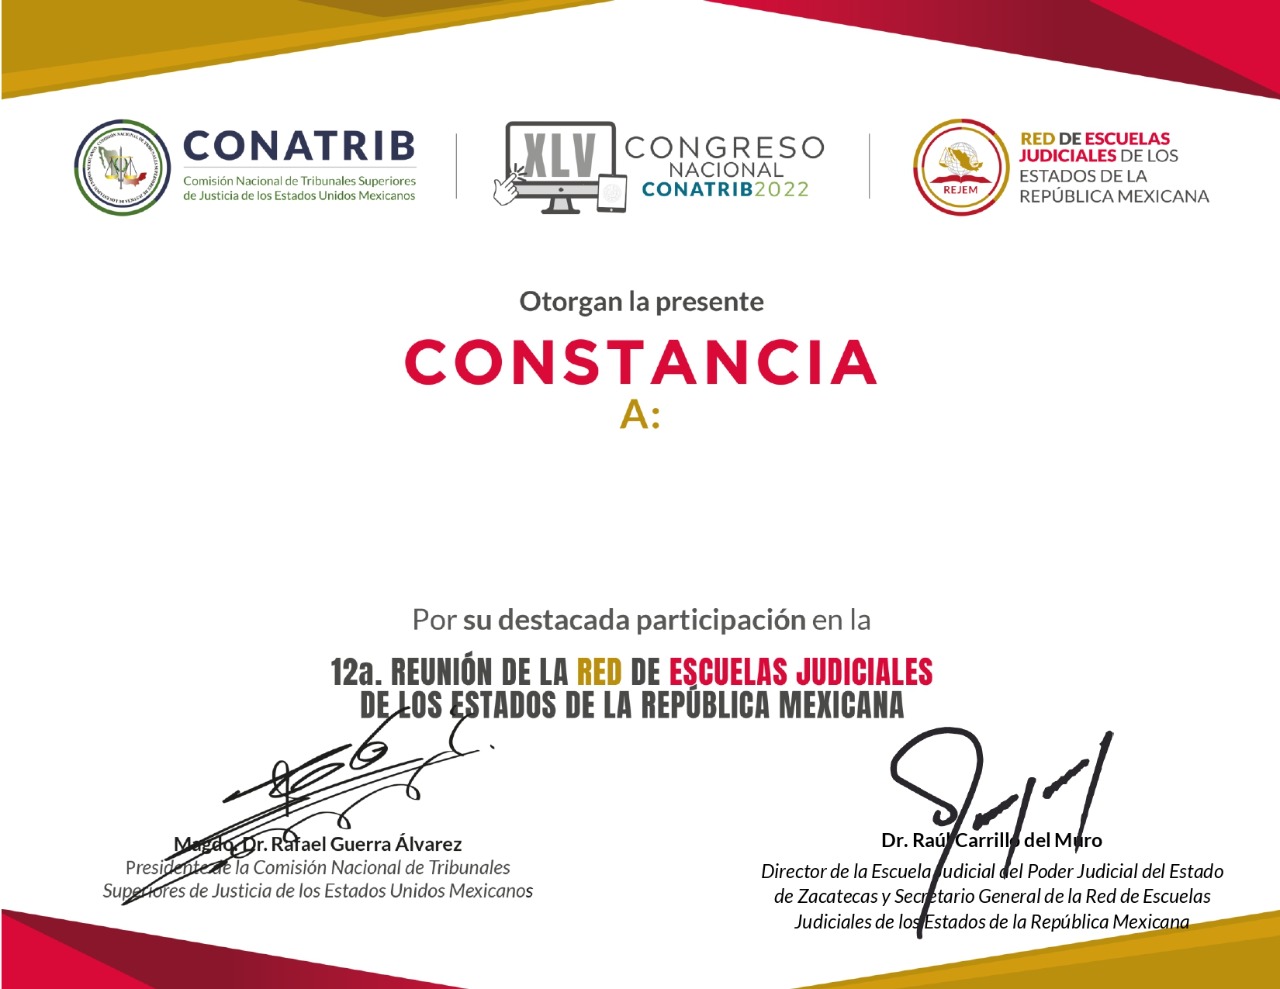 CONATRIB
Comisión Nacional de Tribunales Superiores
de Justicia de los Estados Unidos Mexicanos
XLV
CONGRESO
NACIONAL
CONATRIB2022
REJEM
RED DE ESCUELAS
JUDICIALES DE LOS
ESTADOS DE LA
REPÚBLICA MEXICANA
Otorgan la presente
CONSTANCIA
A:
Por su destacada participación en la
12a. REUNIÓN DE LA RED DE ESCUELAS JUDICIALES
DE LOS ESTADOS DE LA REPÚBLICA MEXICANA
Magdo. Dr. Rafael Guerra Álvarez
Presidente de la Comisión Nacional de Tribunales
Superiores de Justicia de los Estados Unidos Mexicanos
Dr. Raúl Carrillo del Muro
Director de la Escuela Judicial del Poder Judicial del Estado
de Zacatecas y Secretario General de la Red de Escuelas
Judiciales de los Estados de la República Mexicana